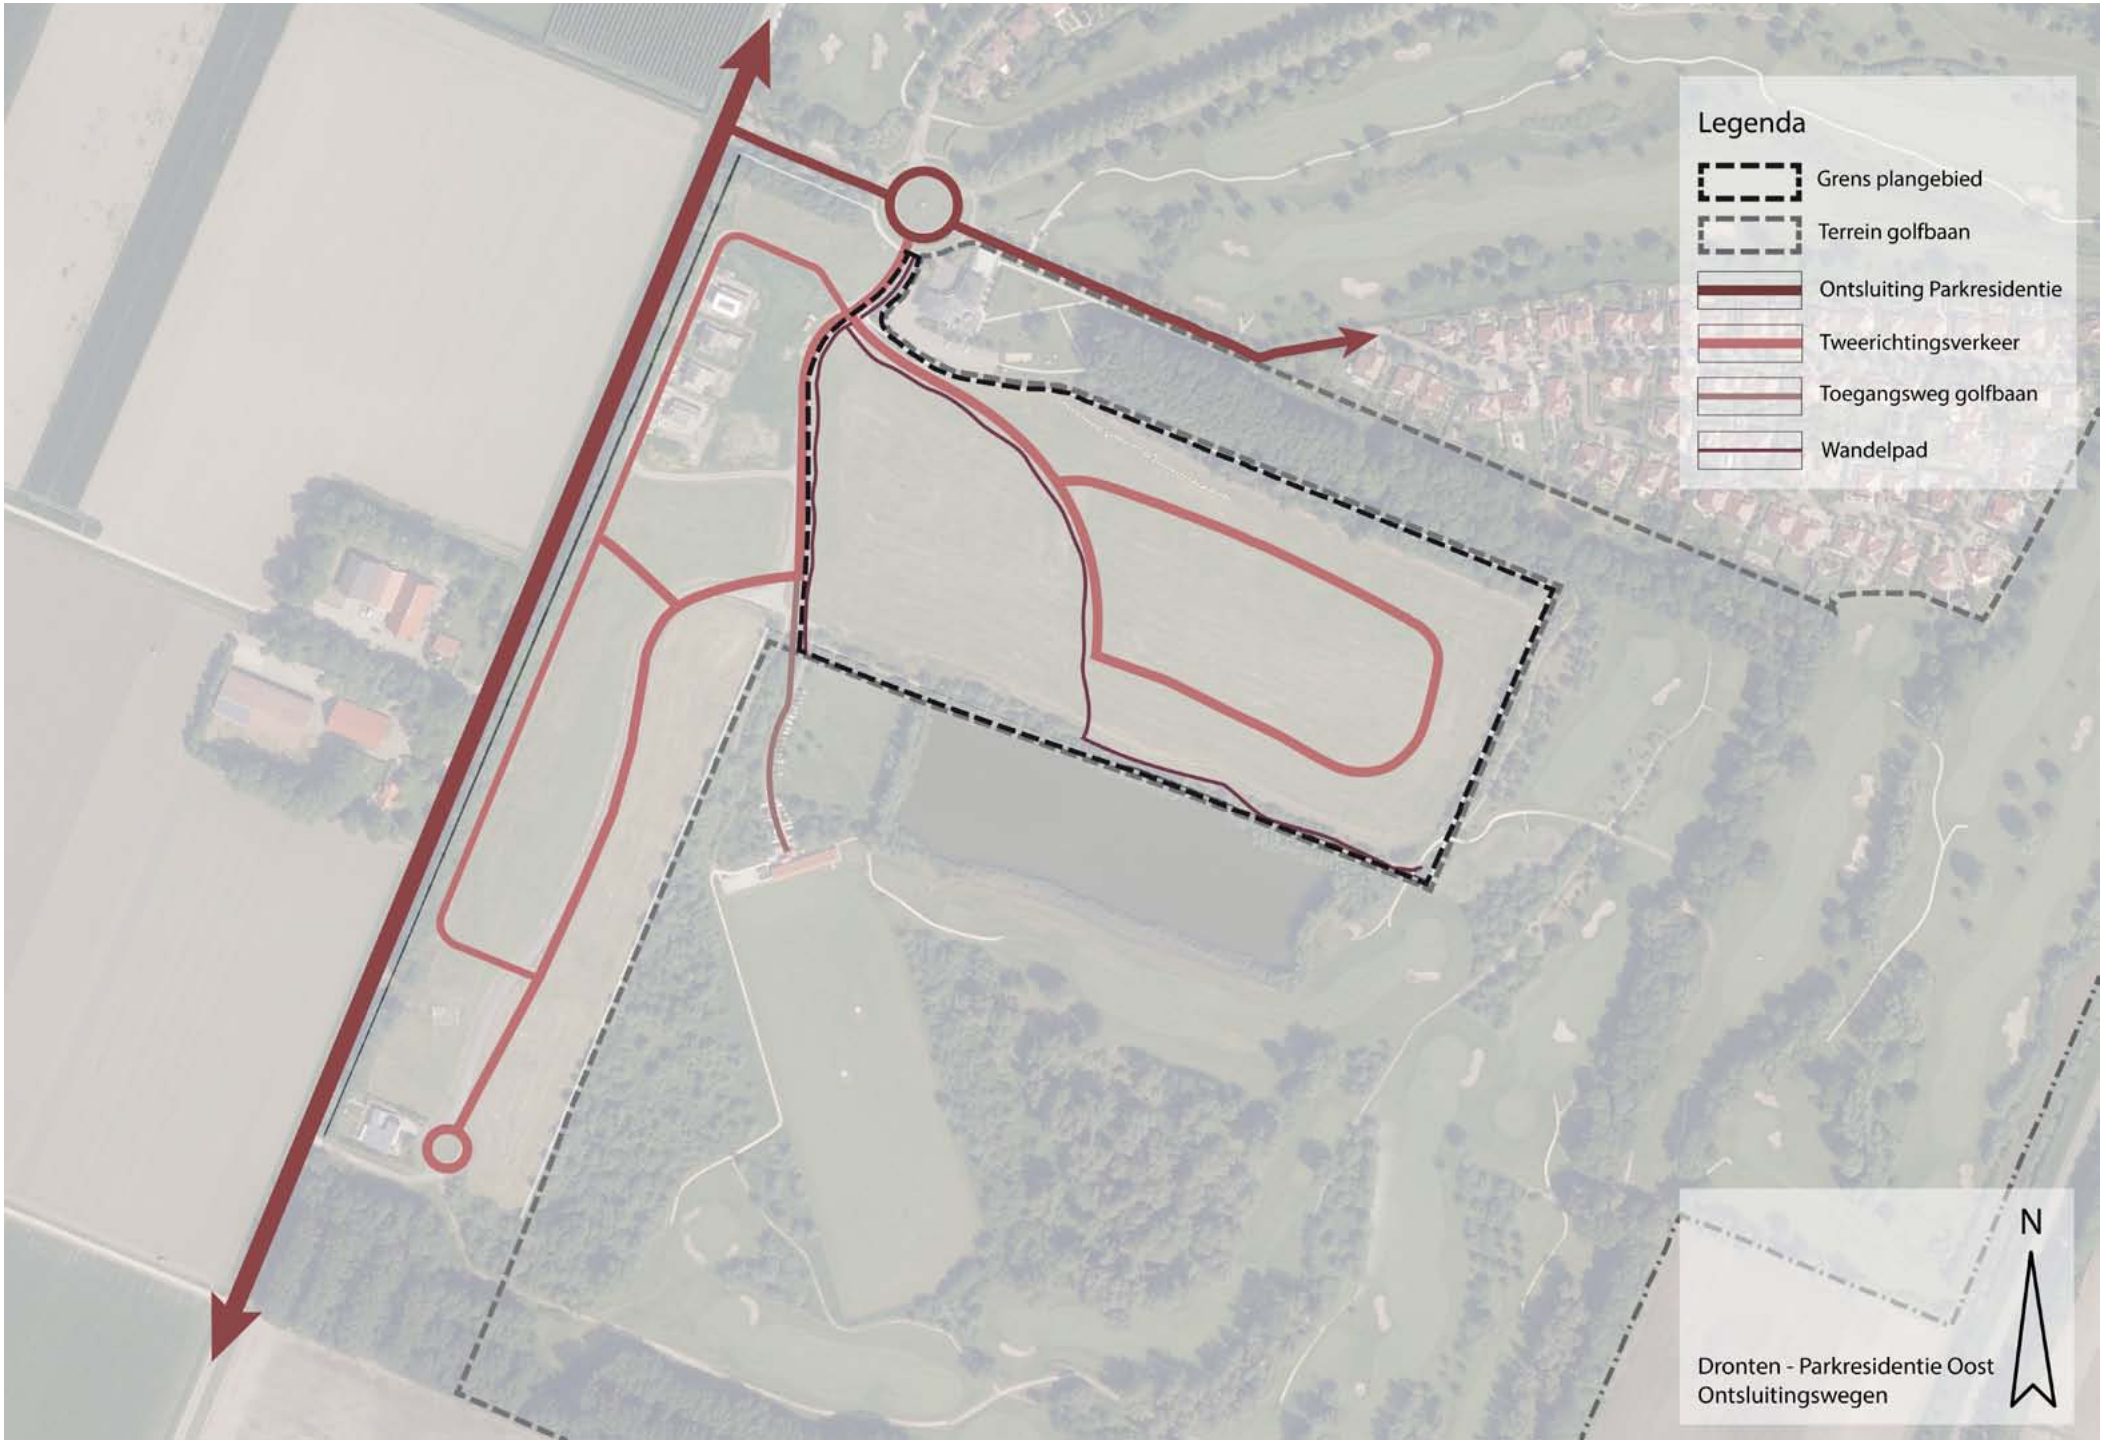 Legenda
Grens plangebied
Terrein golfbaan
Ontsluiting Parkresidentie
Tweerichtingsverkeer
Toegangsweg golfbaan
Wandelpad
N
Dronten - Parkresidentie Oost
Ontsluitingswegen